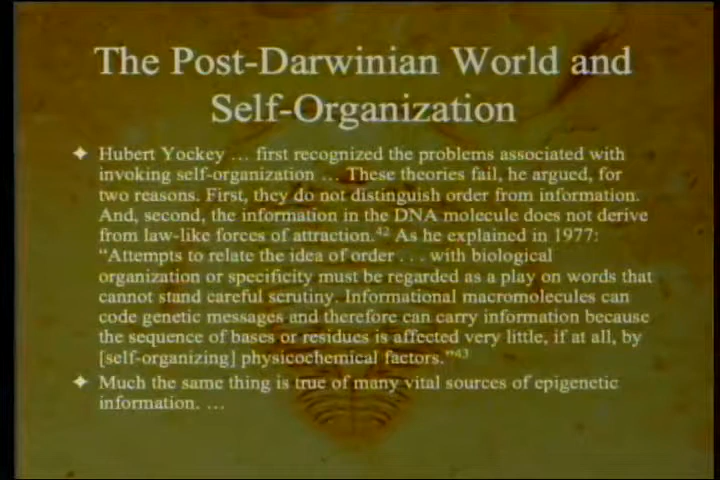 The Post-Darwinian World and
Self-Organization
Hubert Yockey … first recognized the problems associated with
invoking self-organization … These theories fail, he argued, for
two reasons. First, they do not distinguish order from information.
And, second, the information in the DNA molecule does not derive
from law-like forces of attraction.⁴² As he explained in 1977:
“Attempts to relate the idea of order . . . with biological
organization or specificity must be regarded as a play on words that
cannot stand careful scrutiny. Informational macromolecules can
code genetic messages and therefore can carry information because
the sequence of bases or residues is affected very little, if at all, by
[self-organizing] physicochemical factors.”⁴³
Much the same thing is true of many vital sources of epigenetic
information. …